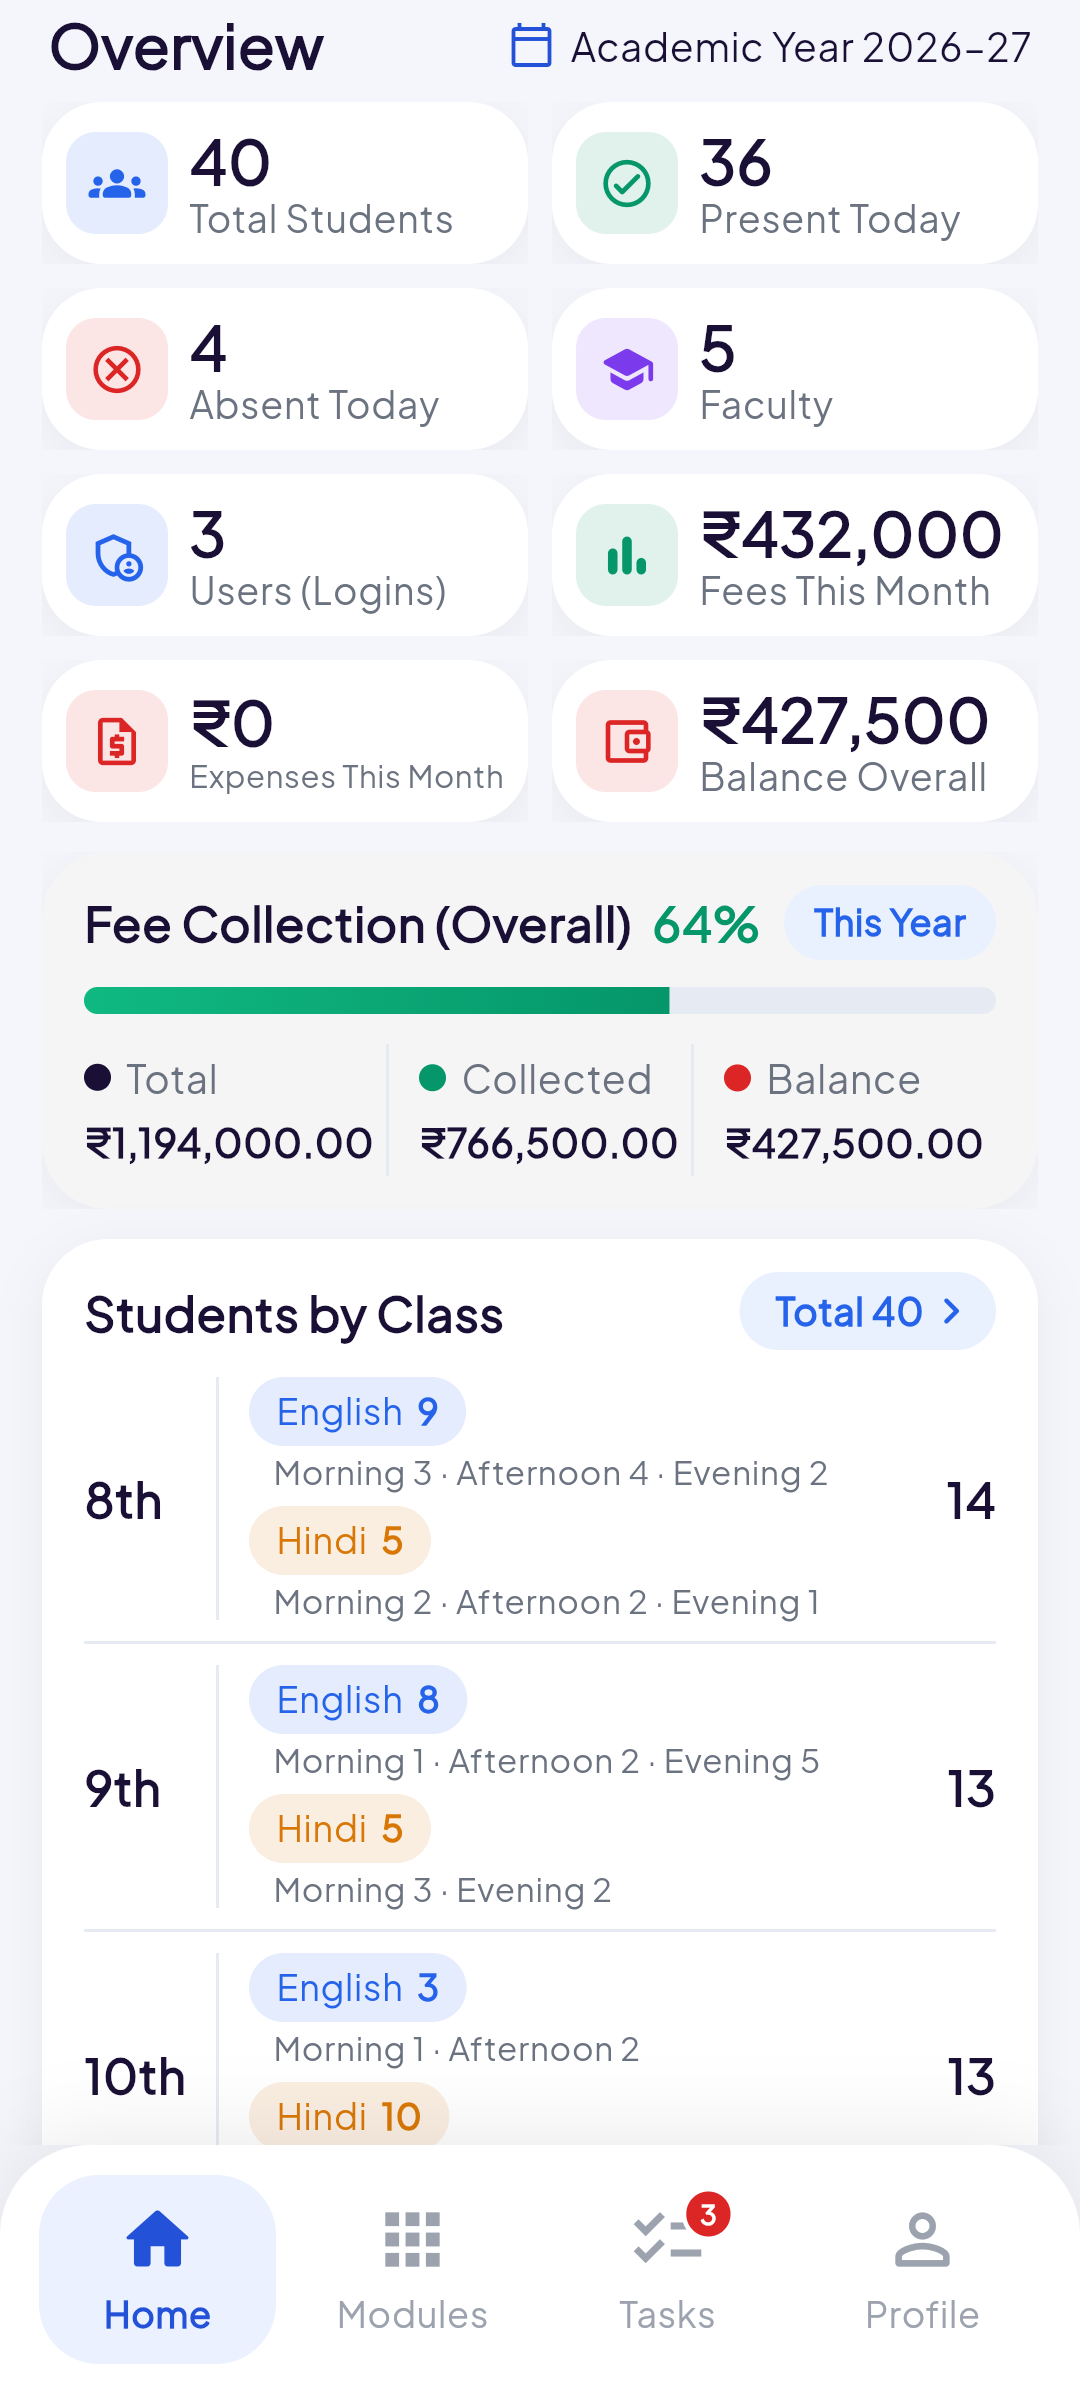 Overview
Academic Year 2026-27
40
Total Students
36
Present Today
4
Absent Today
5
Faculty
3
Users (Logins)
₹432,000
Fees This Month
₹0
Expenses This Month
₹427,500
Balance Overall
Fee Collection (Overall) 64% This Year
Total
₹1,194,000.00
Collected
₹766,500.00
Balance
₹427,500.00
Students by Class
Total 40
8th
English 9
Morning 3 · Afternoon 4 · Evening 2
Hindi 5
Morning 2 · Afternoon 2 · Evening 1
14
9th
English 8
Morning 1 · Afternoon 2 · Evening 5
Hindi 5
Morning 3 · Evening 2
13
10th
English 3
Morning 1 · Afternoon 2
Hindi 10
13
Home
Modules
3
Tasks
Profile